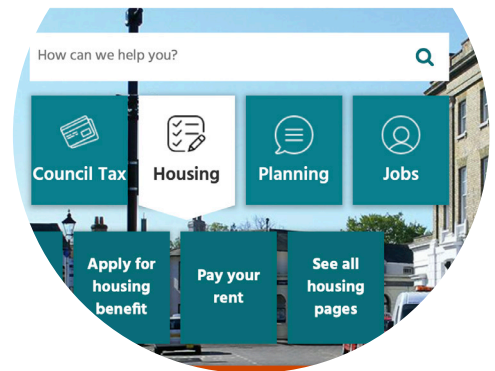 How can we help you?
Council Tax
Housing
Planning
Jobs
Apply for
housing
benefit
Pay your
rent
See all
housing
pages